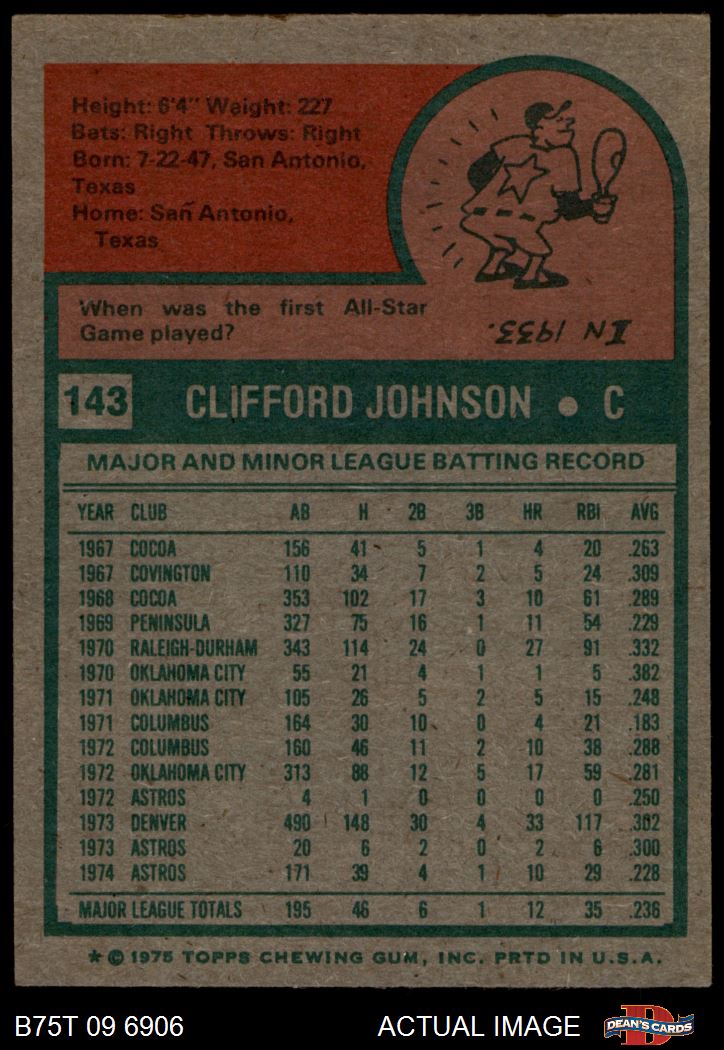 Height: 6'4" Weight: 227
Bats: Right Throws: Right
Born: 7-22-47, San Antonio,
Texas
Home: San Antonio,
Texas
When was the first All-Star
Game played?
IN 1933.
143 CLIFFORD JOHNSON • C
MAJOR AND MINOR LEAGUE BATTING RECORD
YEAR CLUB AB H 2B 3B HR RBI AVG
1967 COCOA 156 41 5 1 4 20 .263
1967 COVINGTON 110 34 7 2 5 24 .309
1968 COCOA 353 102 17 3 10 61 .289
1969 PENINSULA 327 75 16 1 11 54 .229
1970 RALEIGH-DURHAM 343 114 24 0 27 91 .332
1970 OKLAHOMA CITY 55 21 4 1 1 5 .382
1971 OKLAHOMA CITY 105 26 5 2 5 15 .248
1971 COLUMBUS 164 30 10 0 4 21 .183
1972 COLUMBUS 160 46 11 2 10 38 .288
1972 OKLAHOMA CITY 313 88 12 5 17 59 .281
1972 ASTROS 4 1 0 0 0 0 .250
1973 DENVER 490 148 30 4 33 117 .302
1973 ASTROS 20 6 2 0 2 6 .300
1974 ASTROS 171 39 4 1 10 29 .228
MAJOR LEAGUE TOTALS 195 46 6 1 12 35 .236
* © 1975 TOPPS CHEWING GUM, INC. PRTD IN U.S.A.
B75T 09 6906 ACTUAL IMAGE DEAN'S CARDS